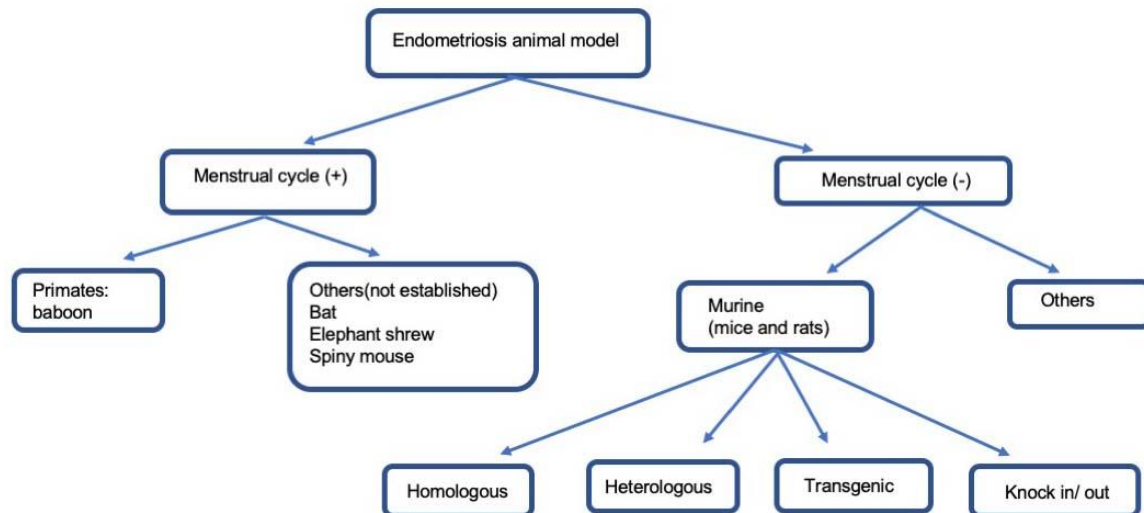 Endometriosis animal model
Menstrual cycle (+)
Menstrual cycle (-)
Primates:
baboon
Others(not established)
Bat
Elephant shrew
Spiny mouse
Murine
(mice and rats)
Others
Homologous
Heterologous
Transgenic
Knock in/ out